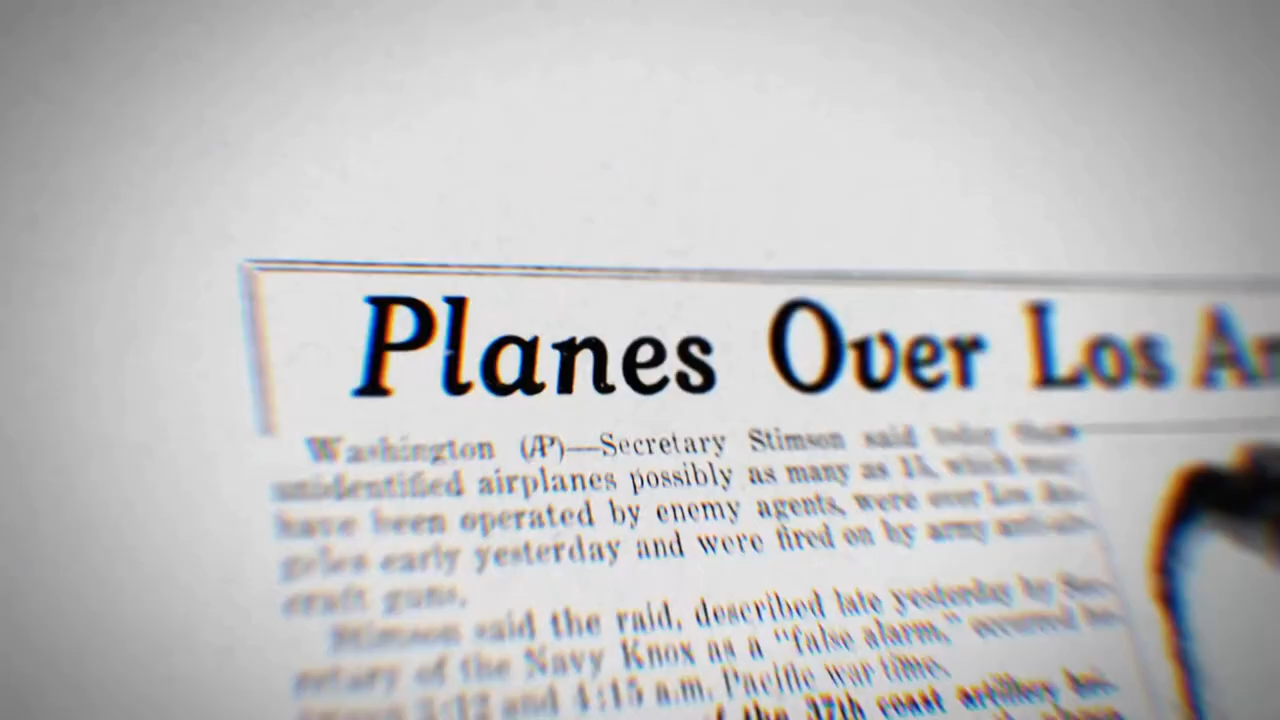 Planes Over Los An
Washington (AP)—Secretary Stimson said today that
unidentified airplanes possibly as many as 15, which may
have been operated by enemy agents, were over Los An-
geles early yesterday and were fired on by army anti-air-
craft guns.
Stimson said the raid, described late yesterday by Sec-
retary of the Navy Knox as a "false alarm," occurred be-
3:12 and 4:15 a.m. Pacific war time.
of the 37th coast artillery bri-